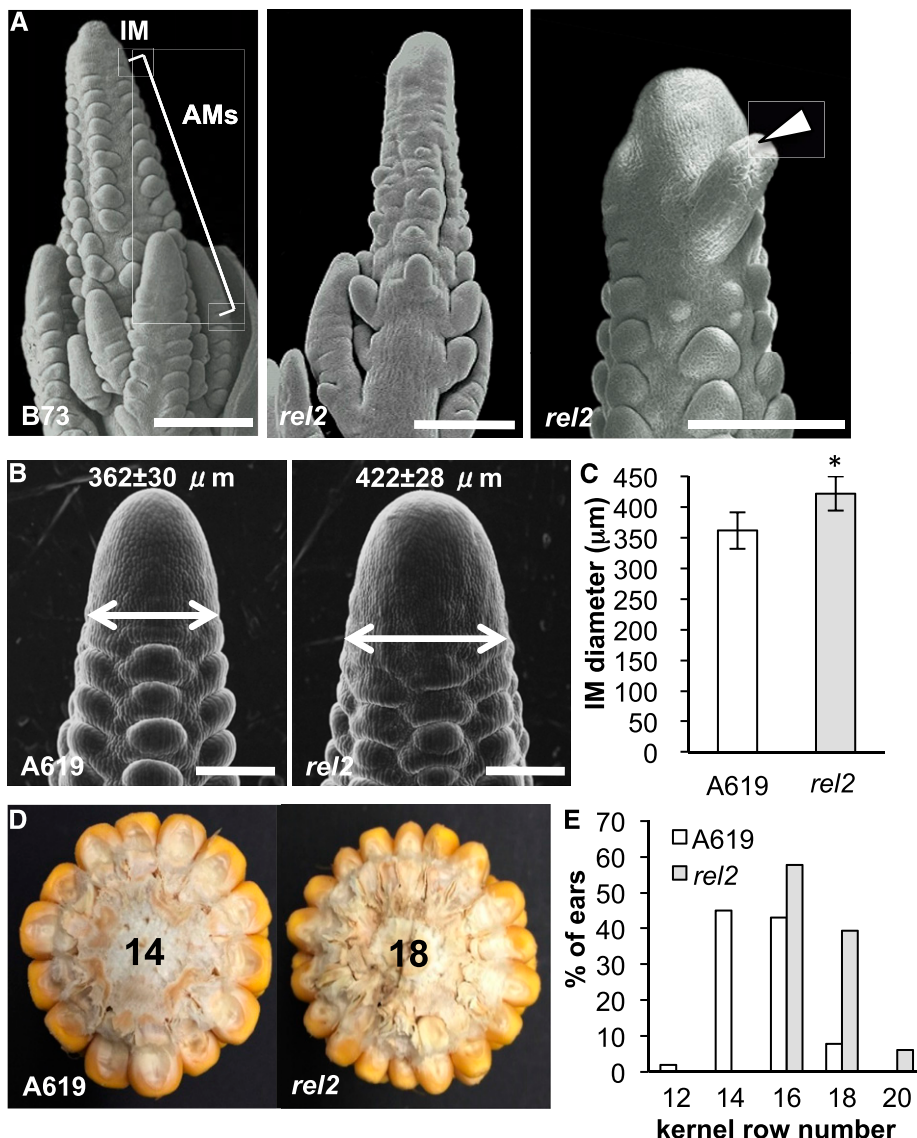 A
IM
AMs
B73
rel2
rel2
B
362±30 μm
422±28 μm
A619
rel2
C
*
IM diameter (μm)
450
400
350
300
250
200
150
100
50
0
A619
rel2
D
14
18
A619
rel2
E
A619
rel2
% of ears
70
60
50
40
30
20
10
0
12 14 16 18 20
kernel row number